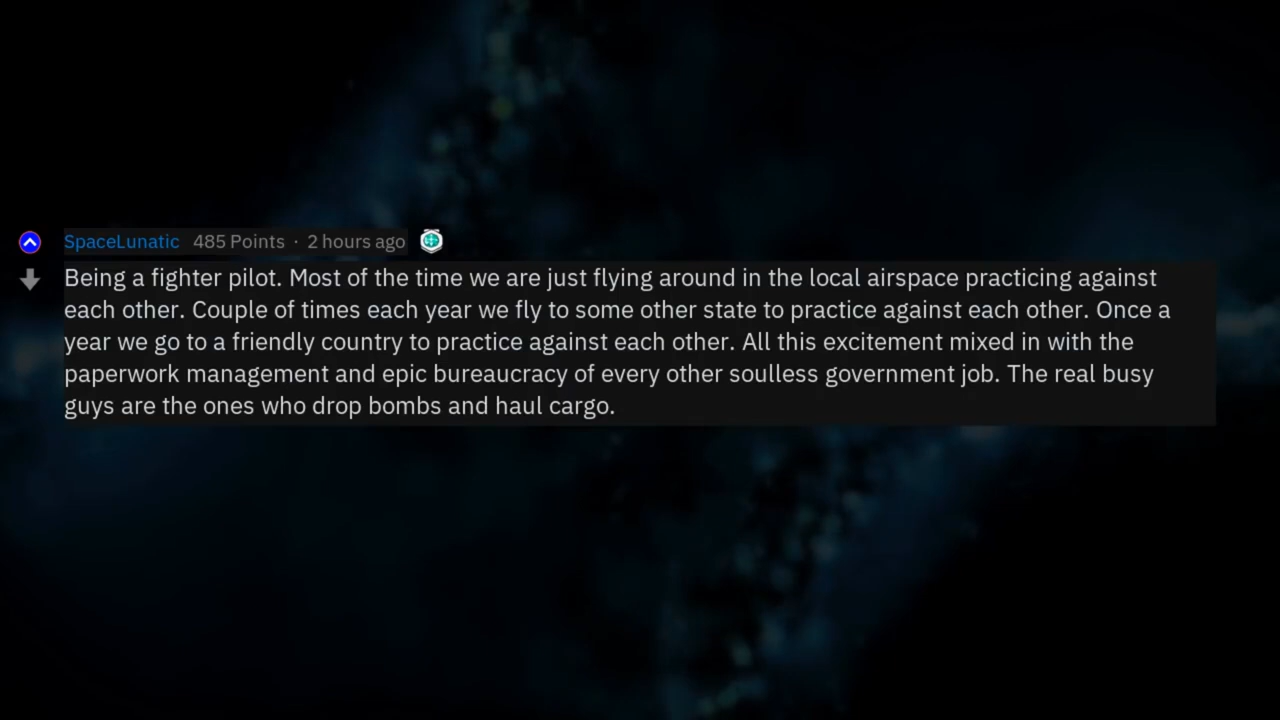 SpaceLunatic 485 Points · 2 hours ago
Being a fighter pilot. Most of the time we are just flying around in the local airspace practicing against
each other. Couple of times each year we fly to some other state to practice against each other. Once a
year we go to a friendly country to practice against each other. All this excitement mixed in with the
paperwork management and epic bureaucracy of every other soulless government job. The real busy
guys are the ones who drop bombs and haul cargo.